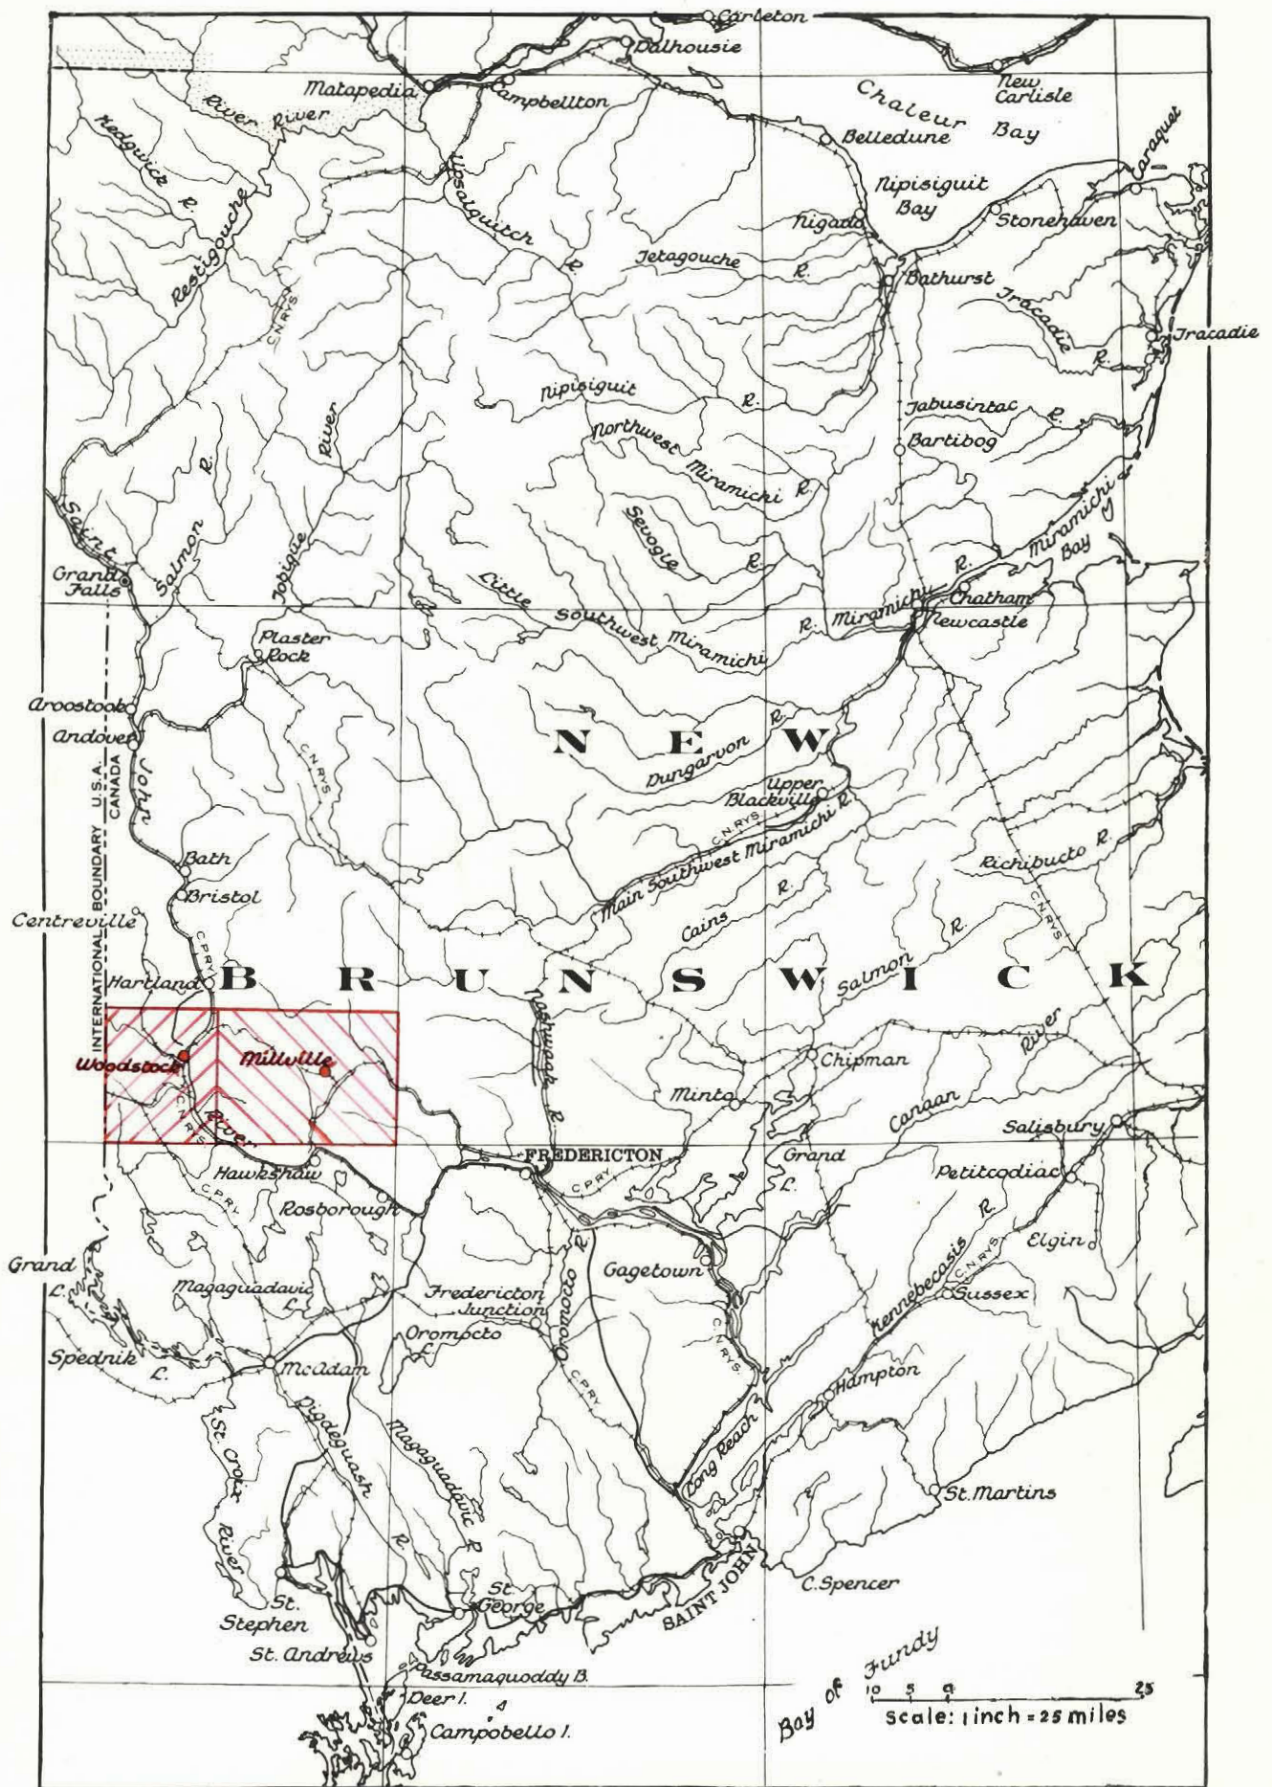 Carleton
Dalhousie
New
Carlisle
Matapedia
Campbellton
Chaleur
Bay
River River
Kedgwick R.
Belledune
Caraquet
Upsalquitch
R.
Restigouche
Nipisiguit
Bay
Nigado
Stonehaven
Tetagouche
R.
Bathurst
C.N.RYS
Tracadie
R.
Tracadie
Nipisiguit
R.
Tabusintac
R.
Northwest
Miramichi R.
Bartibog
River
R.
Sevogle
R.
Miramichi
Bay
Saint
Salmon
Tobique
Grand
Falls
Little
Southwest Miramichi
R.
Miramichi
R.
Chatham
Newcastle
Plaster
Rock
Aroostook
Andover
John
NEW
Dungarvon
R.
C.N.RYS
Upper
Blackville
C.N.RYS
Main Southwest Miramichi R.
INTERNATIONAL BOUNDARY U.S.A.
CANADA
Bath
Bristol
Richibucto R.
Centreville
Cains
R.
C.N.RYS
C.P.RY.
Salmon
R.
Hartland
BRUNSWICK
Nashwaak R.
River
Woodstock
Millville
Chipman
Minto
Canaan
C.N.RYS.
River
Salisbury
FREDERICTON
Grand
L.
Hawkshaw
C.P.RY
Petitcodiac
C.P.RY.
Rosborough
R.
Elgin
Grand
L.
Gagetown
Kennebecasis
C.N.RYS
Magaguadavic
L.
Fredericton
Junction
Oromocto R.
Sussex
Oromocto
L.
C.N.RYS.
Spednik
L.
McAdam
C.P.RY.
Hampton
Digdeguash
R.
Magaguadavic R.
Long Reach
St. Croix
River
St. Martins
St.
Stephen
St.
George
SAINT JOHN
C. Spencer
St. Andrews
Passamaquoddy B.
Deer I.
Campobello I.
Bay of Fundy
10 5 0 25
Scale: 1 inch = 25 miles